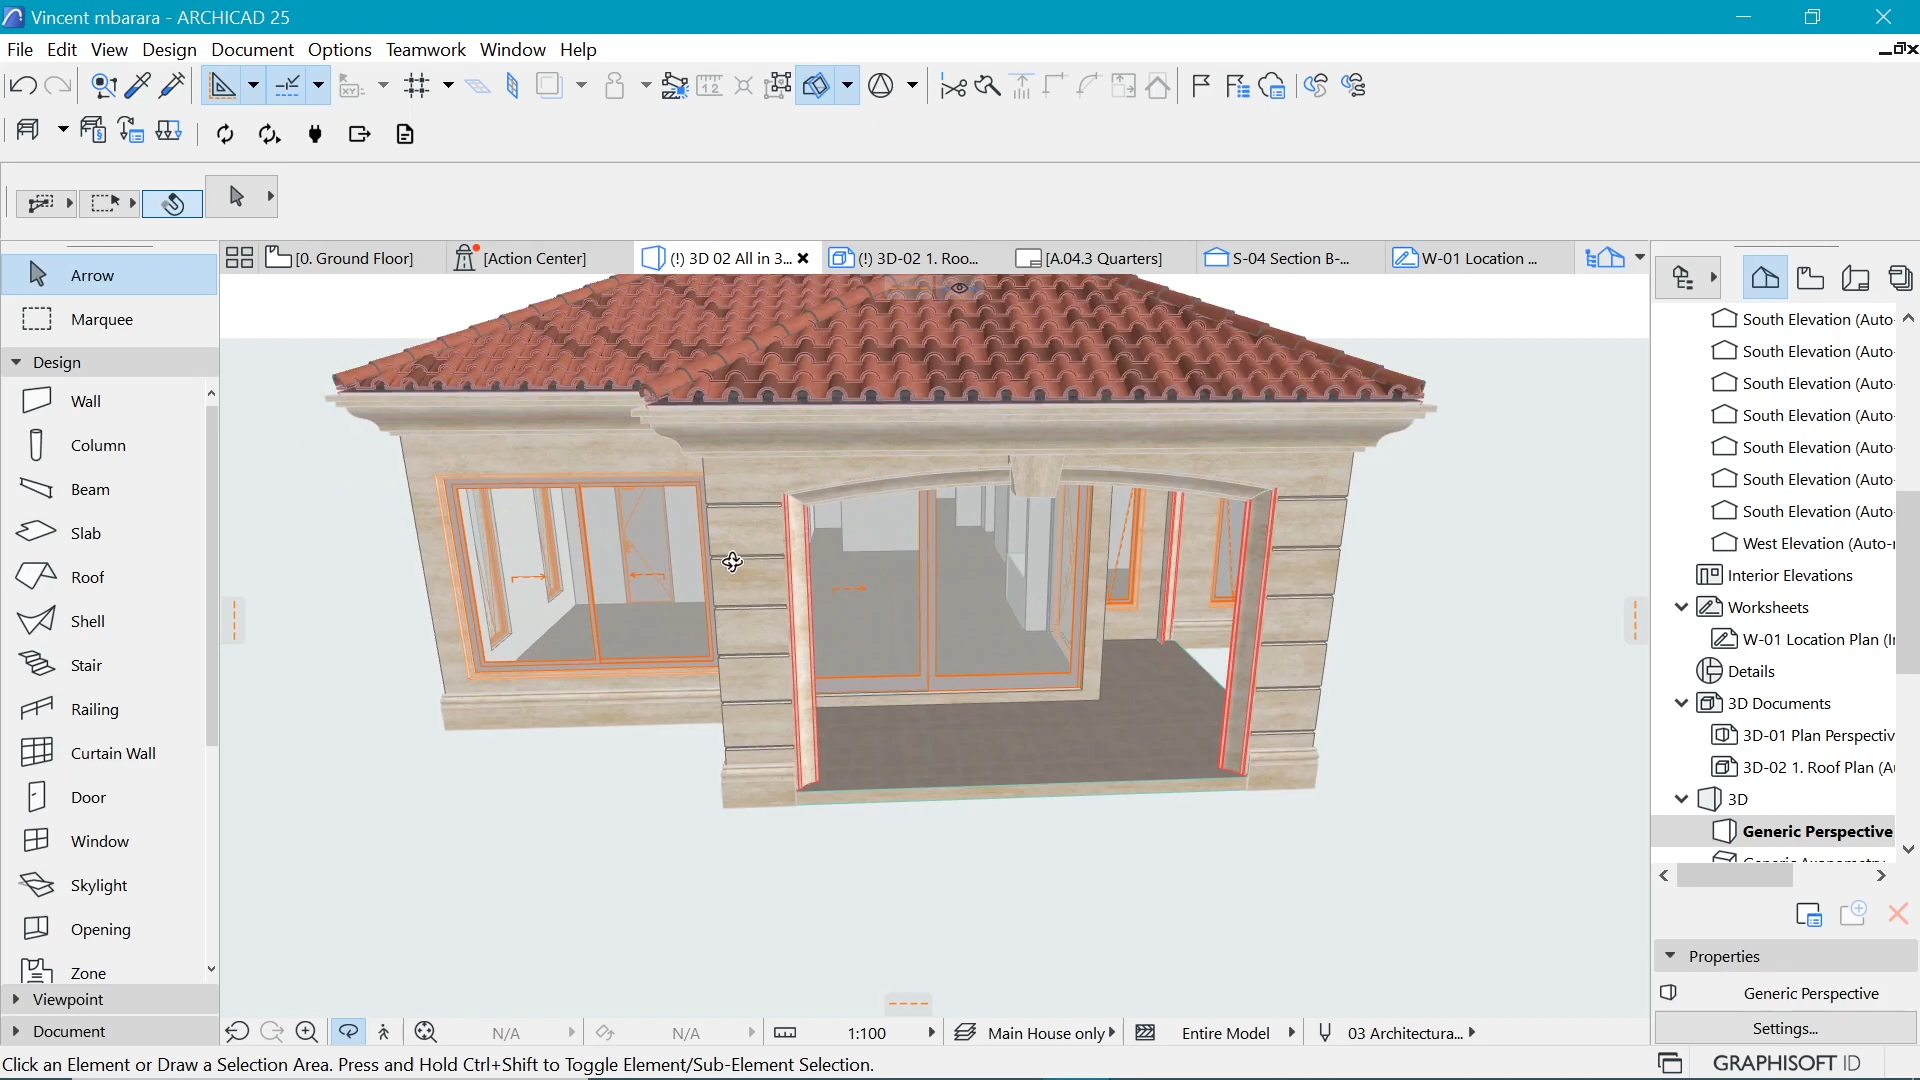 Vincent mbarara - ARCHICAD 25
File Edit View Design Document Options Teamwork Window Help
[0. Ground Floor] [Action Center] (!) 3D 02 All in 3... (!) 3D-02 1. Roo... [A.04.3 Quarters] S-04 Section B-... W-01 Location ...
Arrow
Marquee
Design
Wall
Column
Beam
Slab
Roof
Shell
Stair
Railing
Curtain Wall
Door
Window
Skylight
Opening
Zone
Viewpoint
Document
South Elevation (Auto-
South Elevation (Auto-
South Elevation (Auto-
South Elevation (Auto-
South Elevation (Auto-
South Elevation (Auto-
South Elevation (Auto-
West Elevation (Auto-r
Interior Elevations
Worksheets
W-01 Location Plan (I
Details
3D Documents
3D-01 Plan Perspectiv
3D-02 1. Roof Plan (A
3D
Generic Perspective
Properties
Generic Perspective
Settings...
N/A N/A 1:100 Main House only Entire Model 03 Architectura...
Click an Element or Draw a Selection Area. Press and Hold Ctrl+Shift to Toggle Element/Sub-Element Selection.
GRAPHISOFT ID